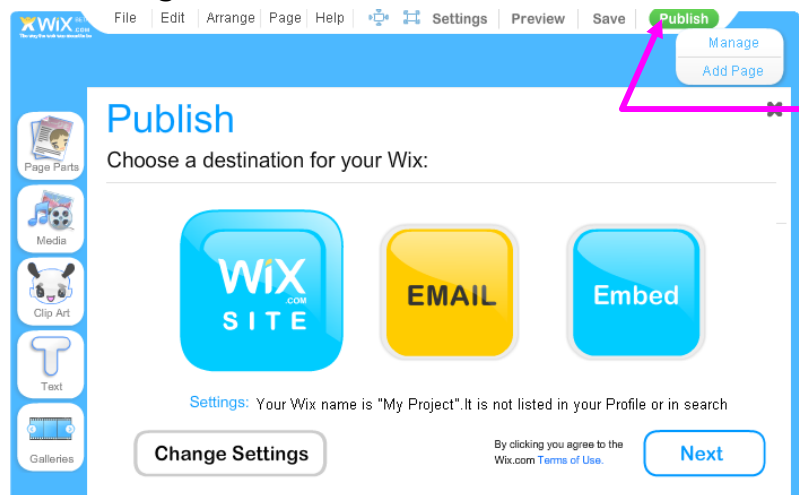 WiX .COM BETA
File Edit Arrange Page Help Settings Preview Save Publish
Manage
Add Page
Publish
Choose a destination for your Wix:
Page Parts
Media
Clip Art
Text
Galleries
WiX
.COM
SITE
EMAIL
Embed
Settings: Your Wix name is "My Project".It is not listed in your Profile or in search
Change Settings
By clicking you agree to the
Wix.com Terms of Use.
Next